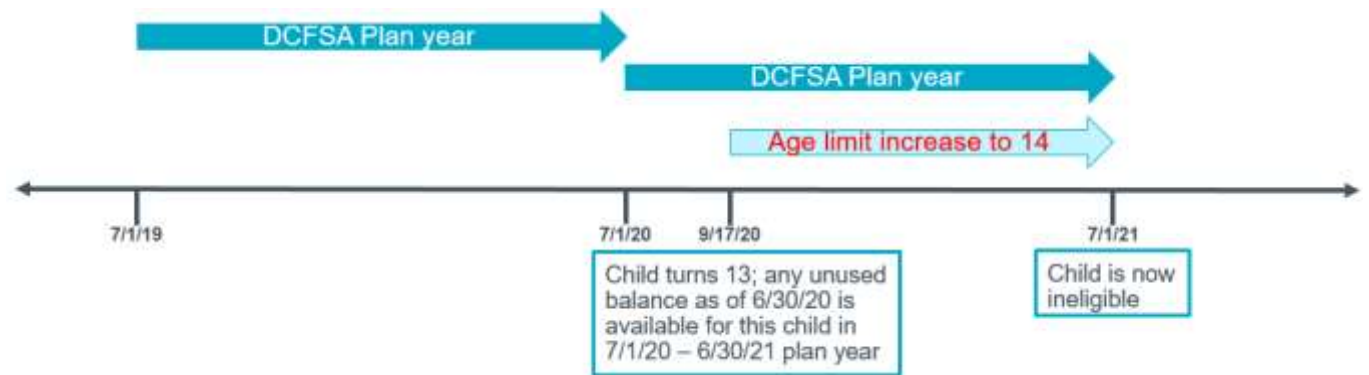 DCFSA Plan year
DCFSA Plan year
Age limit increase to 14
7/1/19
7/1/20
9/17/20
7/1/21
Child turns 13; any unused
balance as of 6/30/20 is
available for this child in
7/1/20 – 6/30/21 plan year
Child is now
ineligible